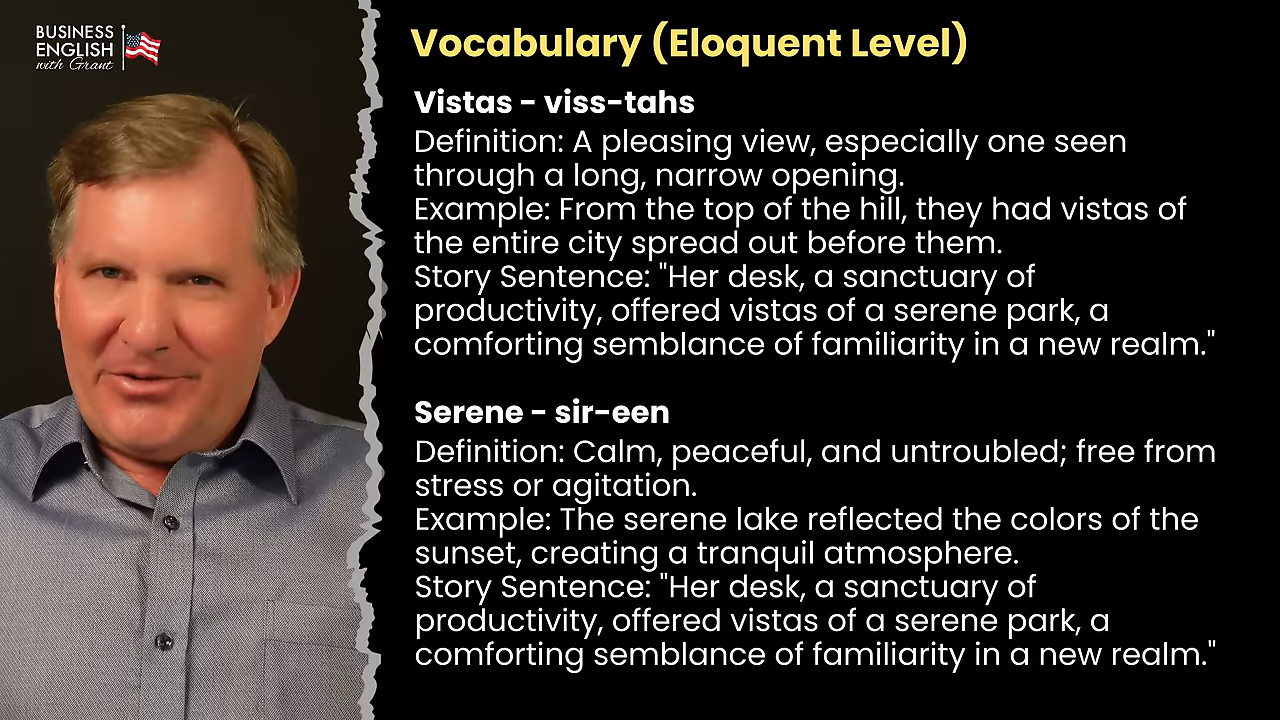 BUSINESS
ENGLISH
with Grant
Vocabulary (Eloquent Level)
Vistas - viss-tahs
Definition: A pleasing view, especially one seen
through a long, narrow opening.
Example: From the top of the hill, they had vistas of
the entire city spread out before them.
Story Sentence: "Her desk, a sanctuary of
productivity, offered vistas of a serene park, a
comforting semblance of familiarity in a new realm."
Serene - sir-een
Definition: Calm, peaceful, and untroubled; free from
stress or agitation.
Example: The serene lake reflected the colors of the
sunset, creating a tranquil atmosphere.
Story Sentence: "Her desk, a sanctuary of
productivity, offered vistas of a serene park, a
comforting semblance of familiarity in a new realm."